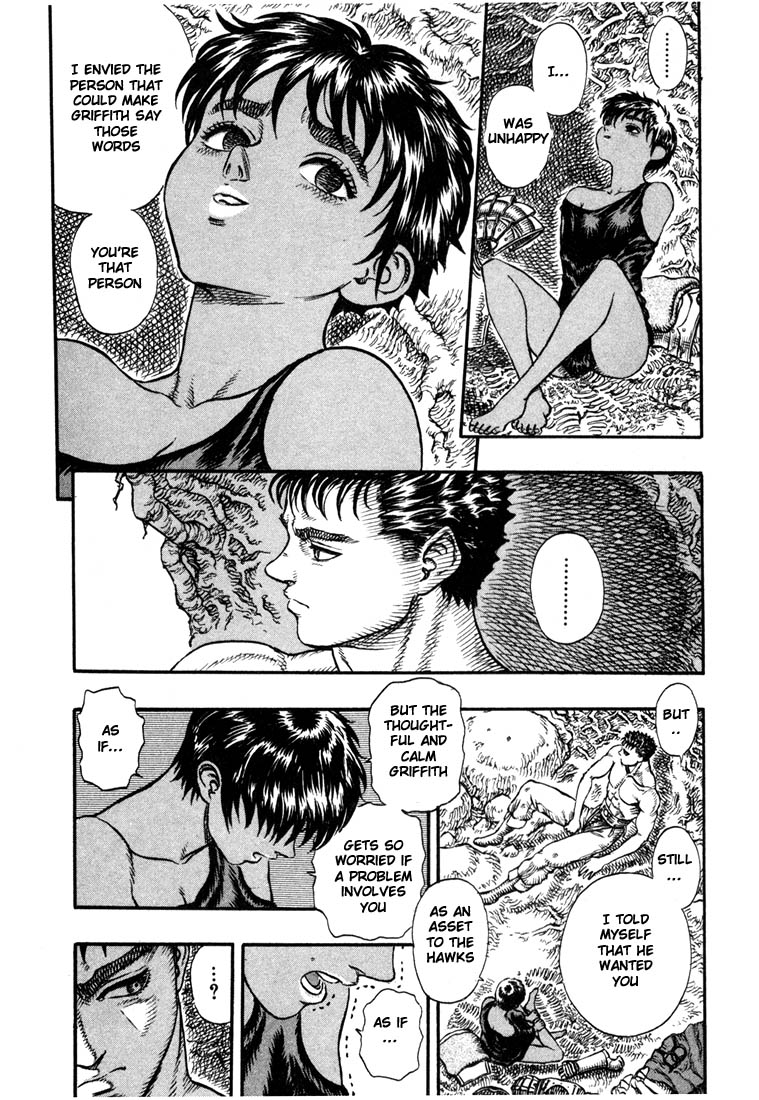 ........
I...
WAS
UNHAPPY
I ENVIED THE
PERSON THAT
COULD MAKE
GRIFFITH SAY
THOSE
WORDS
YOU'RE
THAT
PERSON
........
BUT
..
STILL
...
I TOLD
MYSELF
THAT HE
WANTED
YOU
AS AN
ASSET
TO THE
HAWKS
BUT THE
THOUGHT-
FUL AND
CALM
GRIFFITH
GETS SO
WORRIED IF
A PROBLEM
INVOLVES
YOU
AS
IF...
AS IF
...
...?